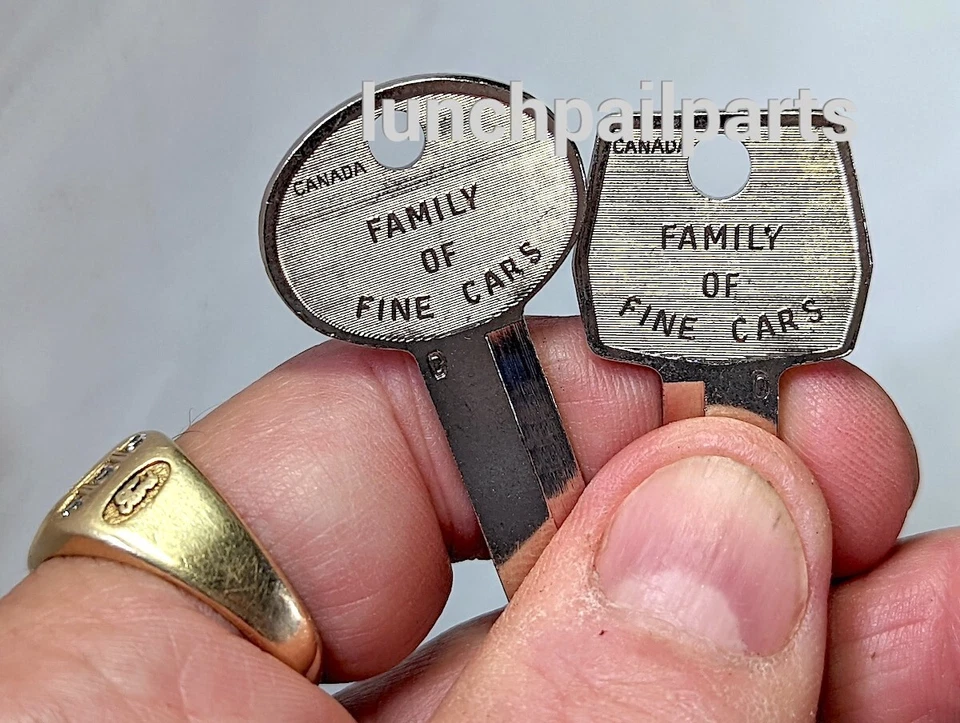 lunchpailparts
CANADA
FAMILY
OF
FINE CARS
CANADA
FAMILY
OF
FINE CARS
D